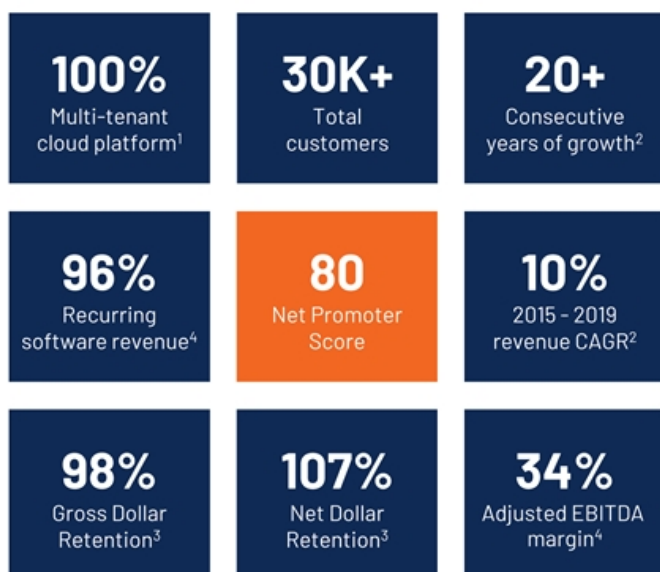 100%
Multi-tenant
cloud platform¹
30K+
Total
customers
20+
Consecutive
years of growth²
96%
Recurring
software revenue⁴
80
Net Promoter
Score
10%
2015 - 2019
revenue CAGR²
98%
Gross Dollar
Retention³
107%
Net Dollar
Retention³
34%
Adjusted EBITDA
margin⁴